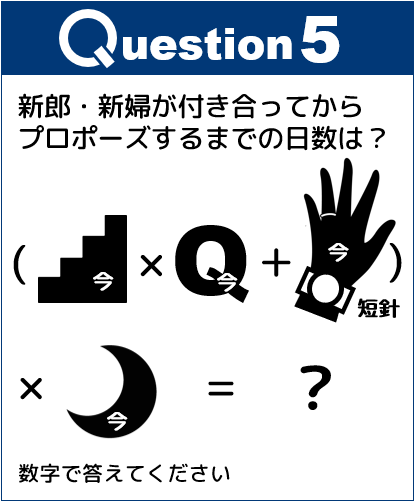 Question 5
新郎・新婦が付き合ってから
プロポーズするまでの日数は？
( 今 × Q今 + 今 )
短針
× 今 = ?
数字で答えてください